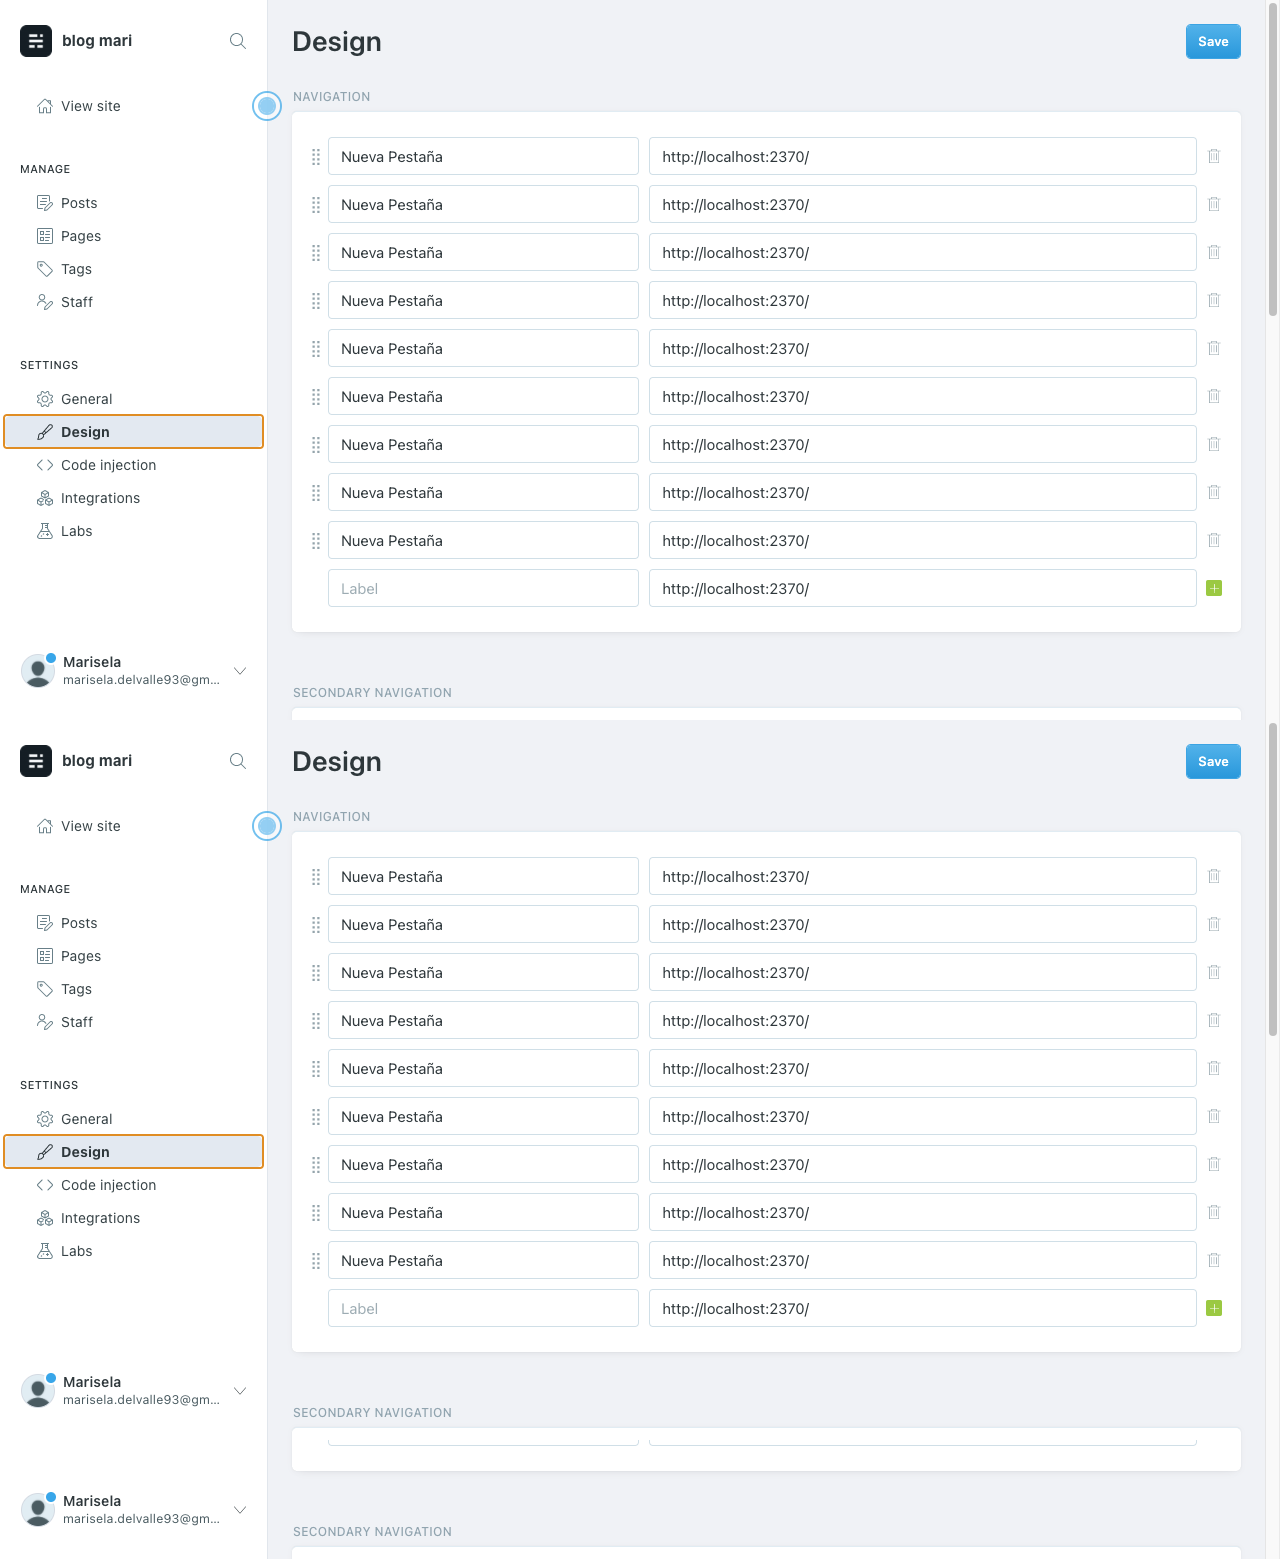 blog mari
View site
MANAGE
Posts
Pages
Tags
Staff
SETTINGS
General
Design
Code injection
Integrations
Labs
Marisela
marisela.delvalle93@gm...
Design
Save
NAVIGATION
Nueva Pestaña http://localhost:2370/
Nueva Pestaña http://localhost:2370/
Nueva Pestaña http://localhost:2370/
Nueva Pestaña http://localhost:2370/
Nueva Pestaña http://localhost:2370/
Nueva Pestaña http://localhost:2370/
Nueva Pestaña http://localhost:2370/
Nueva Pestaña http://localhost:2370/
Nueva Pestaña http://localhost:2370/
Label http://localhost:2370/
SECONDARY NAVIGATION
blog mari
View site
MANAGE
Posts
Pages
Tags
Staff
SETTINGS
General
Design
Code injection
Integrations
Labs
Marisela
marisela.delvalle93@gm...
Design
Save
NAVIGATION
Nueva Pestaña http://localhost:2370/
Nueva Pestaña http://localhost:2370/
Nueva Pestaña http://localhost:2370/
Nueva Pestaña http://localhost:2370/
Nueva Pestaña http://localhost:2370/
Nueva Pestaña http://localhost:2370/
Nueva Pestaña http://localhost:2370/
Nueva Pestaña http://localhost:2370/
Nueva Pestaña http://localhost:2370/
Label http://localhost:2370/
SECONDARY NAVIGATION
Marisela
marisela.delvalle93@gm...
SECONDARY NAVIGATION